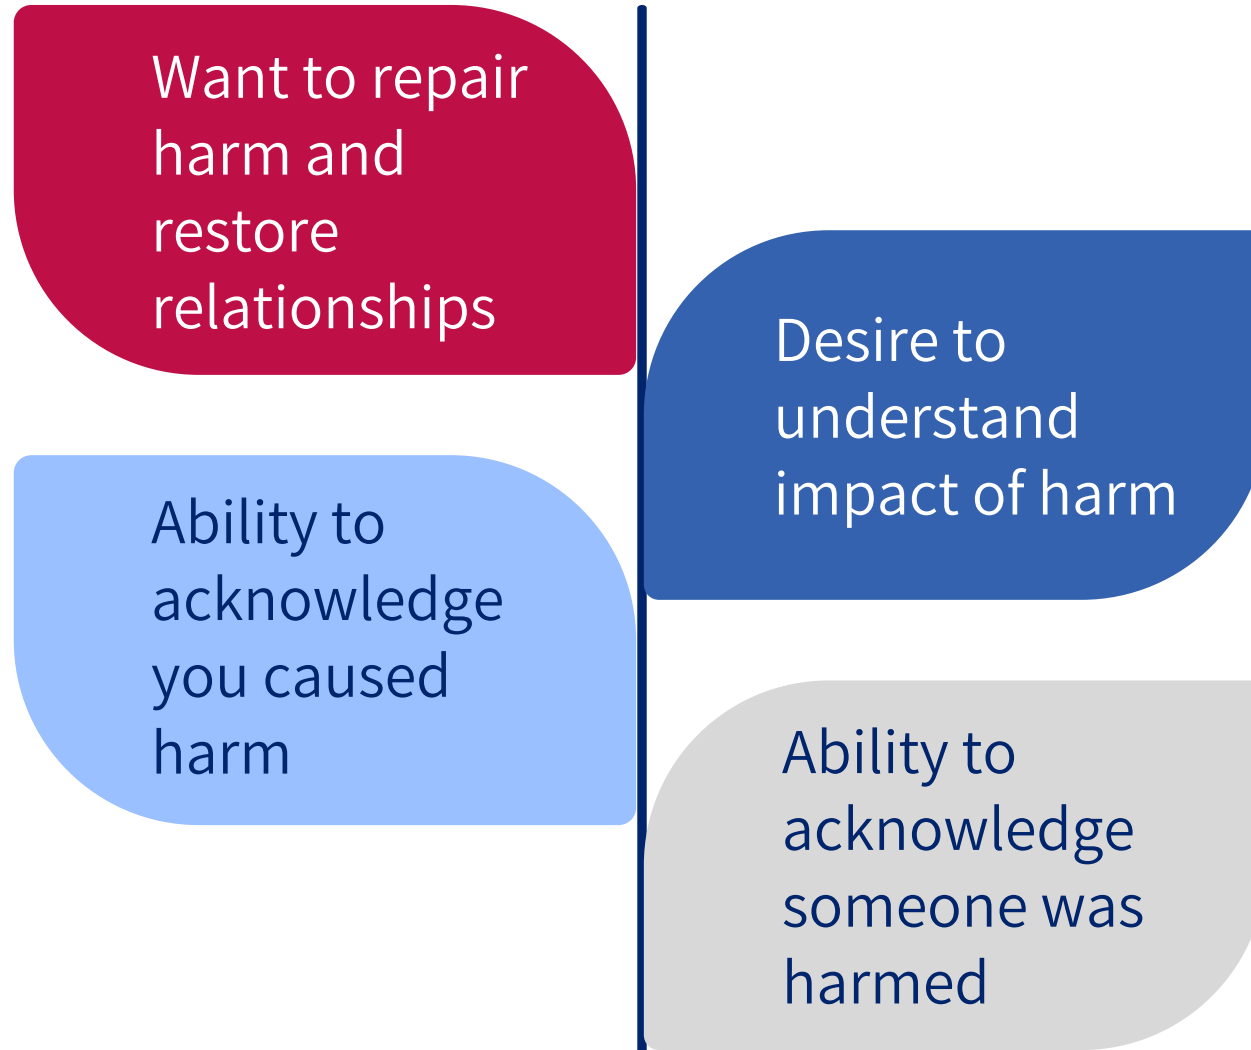 Want to repair
harm and
restore
relationships
Desire to
understand
impact of harm
Ability to
acknowledge
you caused
harm
Ability to
acknowledge
someone was
harmed